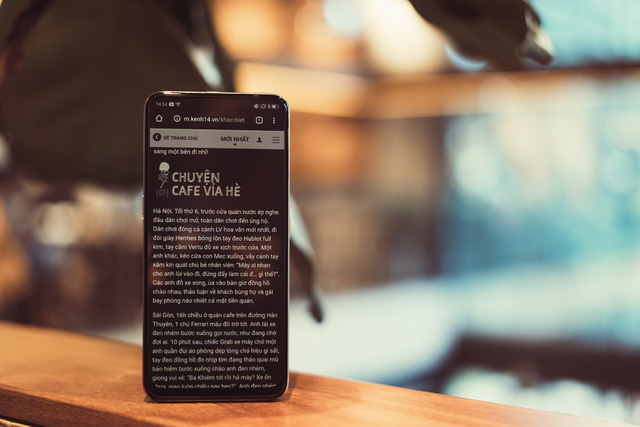 14:54
m.kenh14.vn/khac-biet
VỀ TRANG CHỦ MỚI NHẤT
sang một bên đi nhỉ!
(01) CHUYỆN
CAFE VỈA HÈ
Hà Nội. Tối thứ 6, trước cửa quán nước ép nghe
đâu dân chơi mở, toàn dân chơi đến ủng hộ.
Dân chơi đóng cả cành LV hoa văn mới nhất, đi
đôi giày Hermes bóng lộn tay đeo Hublot full
kim, tay cầm Vertu đỗ xe xịch trước cửa. Một
anh khác, kéo cửa con Mec xuống, vẩy cánh tay
xăm kín quát chú bé nhân viên: "Mày xi nhan
cho anh lùi vào đi, đứng đấy làm cái đ... gì thế?".
Các anh đỗ xe xong, ùa vào bàn giơ đồng hồ
chào nhau, thảo luận về khách bùng họ và gái
bay phòng náo nhiệt cả mặt tiền quán.
Sài Gòn, 16h chiều ở quán cafe trên đường Hàn
Thuyên, 1 chú Ferrari màu đỏ trờ tới. Anh lái xe
đen nhẻm bước xuống gọi nước, như đang chờ
đợi ai. 10 phút sau, chiếc Grab xe máy chở một
anh quần đùi áo phông dép tông chả hiệu gì sất,
tay đeo đồng hồ đo nhịp tim đang tháo quai mũ
bảo hiểm bước xuống chào anh đen nhẻm,
giọng vui vẻ: "Ba Khiêm tới rồi hả mày? Xe ổn